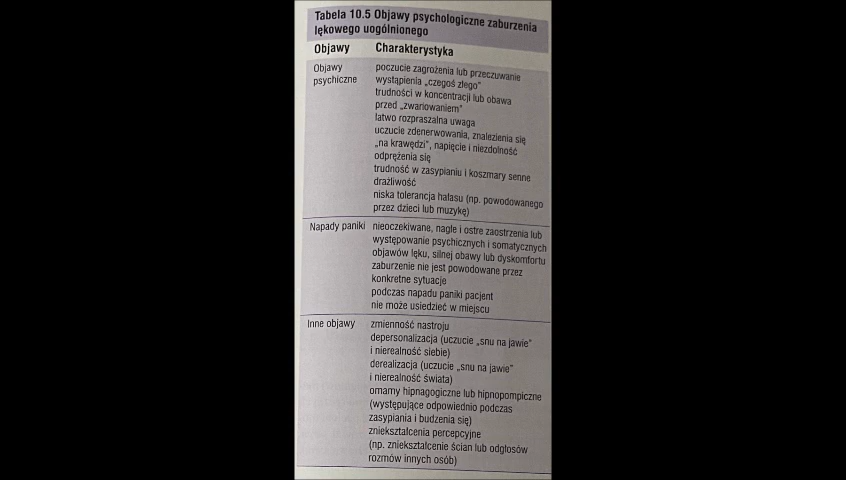 Tabela 10.5 Objawy psychologiczne zaburzenia
lękowego uogólnionego
Objawy Charakterystyka
Objawy psychiczne
poczucie zagrożenia lub przeczuwanie
wystąpienia „czegoś złego”
trudności w koncentracji lub obawa
przed „zwariowaniem”
łatwo rozpraszalna uwaga
uczucie zdenerwowania, znalezienia się
„na krawędzi”, napięcie i niezdolność
odprężenia się
trudność w zasypianiu i koszmary senne
drażliwość
niska tolerancja hałasu (np. powodowanego
przez dzieci lub muzykę)
Napady paniki
nieoczekiwane, nagłe i ostre zaostrzenia lub
występowanie psychicznych i somatycznych
objawów lęku, silnej obawy lub dyskomfortu
zaburzenie nie jest powodowane przez
konkretne sytuacje
podczas napadu paniki pacjent
nie może usiedzieć w miejscu
Inne objawy
zmienność nastroju
depersonalizacja (uczucie „snu na jawie”
i nierealność siebie)
derealizacja (uczucie „snu na jawie”
i nierealność świata)
omamy hipnagogiczne lub hipnopompiczne
(występujące odpowiednio podczas
zasypiania i budzenia się)
zniekształcenia percepcyjne
(np. zniekształcenie ścian lub odgłosów
rozmów innych osób)